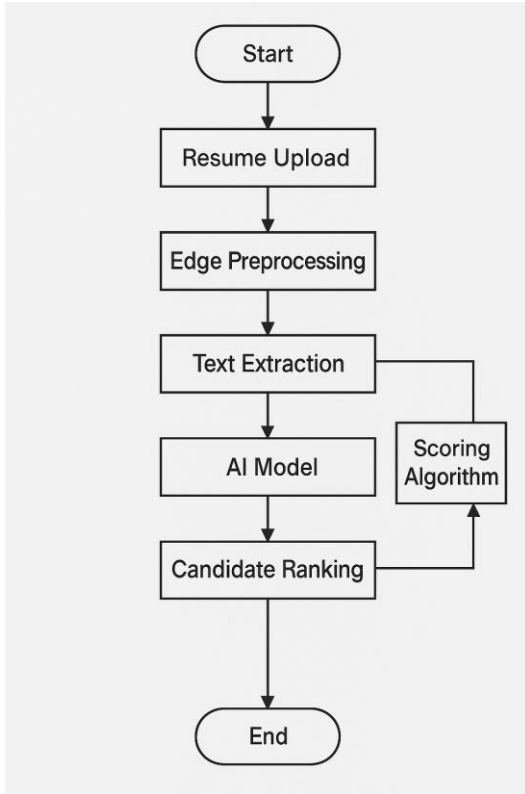 Start
Resume Upload
Edge Preprocessing
Text Extraction
AI Model
Scoring
Algorithm
Candidate Ranking
End